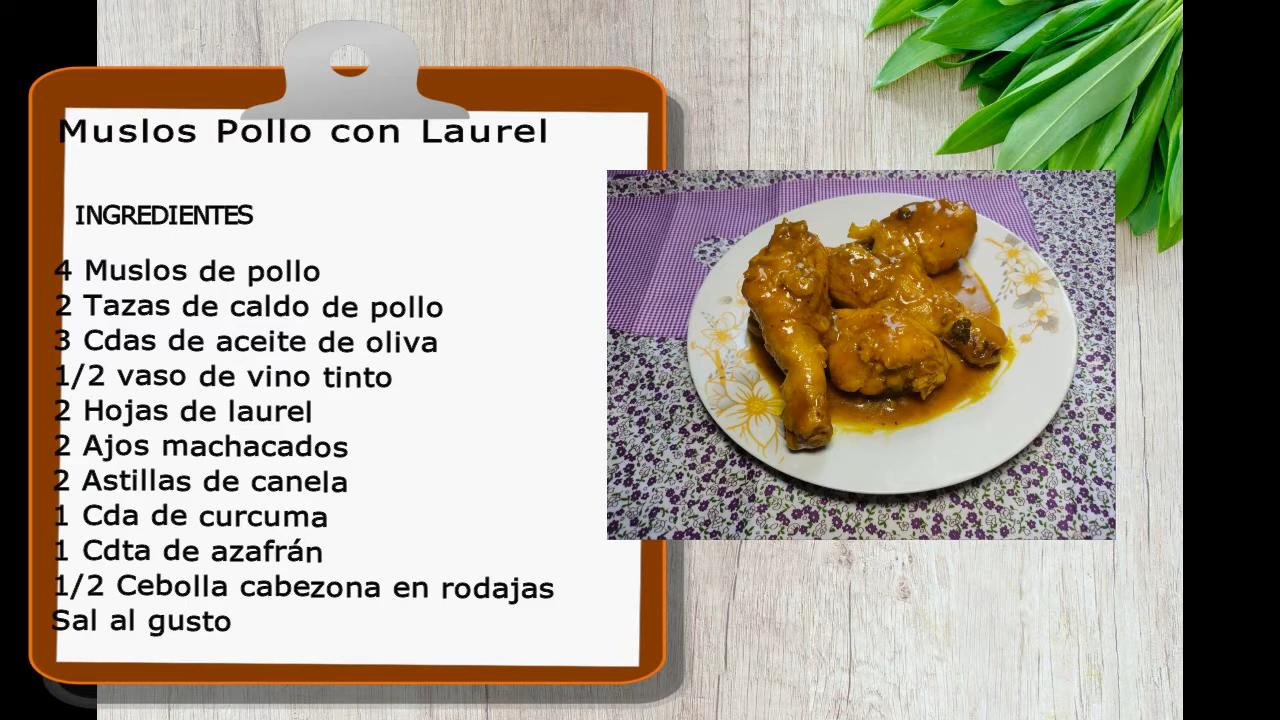 Muslos Pollo con Laurel
INGREDIENTES
4 Muslos de pollo
2 Tazas de caldo de pollo
3 Cdas de aceite de oliva
1/2 vaso de vino tinto
2 Hojas de laurel
2 Ajos machacados
2 Astillas de canela
1 Cda de curcuma
1 Cdta de azafrán
1/2 Cebolla cabezona en rodajas
Sal al gusto